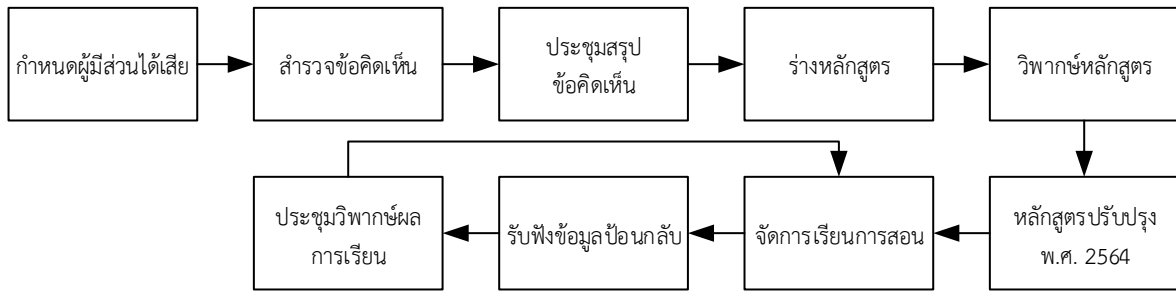 กำหนดผู้มีส่วนได้เสีย
สำรวจข้อคิดเห็น
ประชุมสรุป
ข้อคิดเห็น
ร่างหลักสูตร
วิพากษ์หลักสูตร
หลักสูตรปรับปรุง
พ.ศ. 2564
จัดการเรียนการสอน
รับฟังข้อมูลป้อนกลับ
ประชุมวิพากษ์ผล
การเรียน